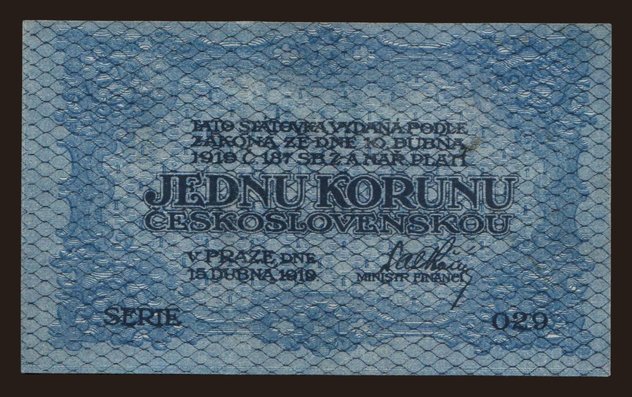 TATO STÁTOVKA VYDANÁ PODLE
ZÁKONA ZE DNE 10. DUBNA
1919 Č. 187 SB. Z. A NAŘ. PLATÍ
JEDNU KORUNU
ČESKOSLOVENSKOU
V PRAZE DNE
15. DUBNA 1919
MINISTR FINANCÍ
SERIE 029